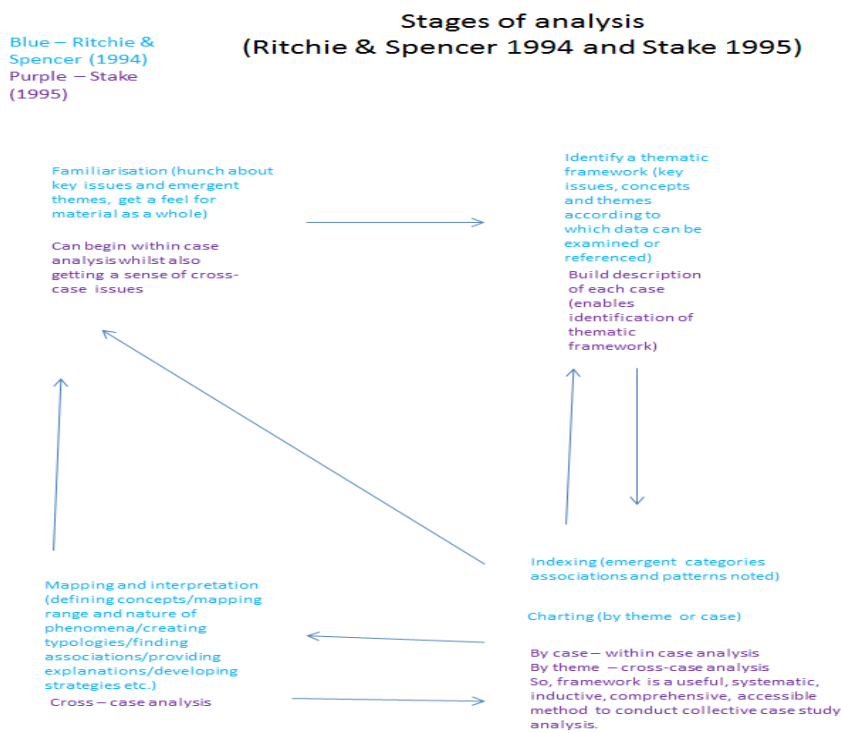 Stages of analysis
(Ritchie & Spencer 1994 and Stake 1995)
Blue – Ritchie &
Spencer (1994)
Purple – Stake
(1995)
Familiarisation (hunch about
key issues and emergent
themes, get a feel for
material as a whole)
Can begin within case
analysis whilst also
getting a sense of cross-
case issues
Identify a thematic
framework (key
issues, concepts
and themes
according to
which data can be
examined or
referenced)
Build description
of each case
(enables
identification of
thematic
framework)
Mapping and interpretation
(defining concepts/mapping
range and nature of
phenomena/creating
typologies/finding
associations/providing
explanations/developing
strategies etc.)
Cross – case analysis
Indexing (emergent categories
associations and patterns noted)
Charting (by theme or case)
By case – within case analysis
By theme – cross-case analysis
So, framework is a useful, systematic,
inductive, comprehensive, accessible
method to conduct collective case study
analysis.